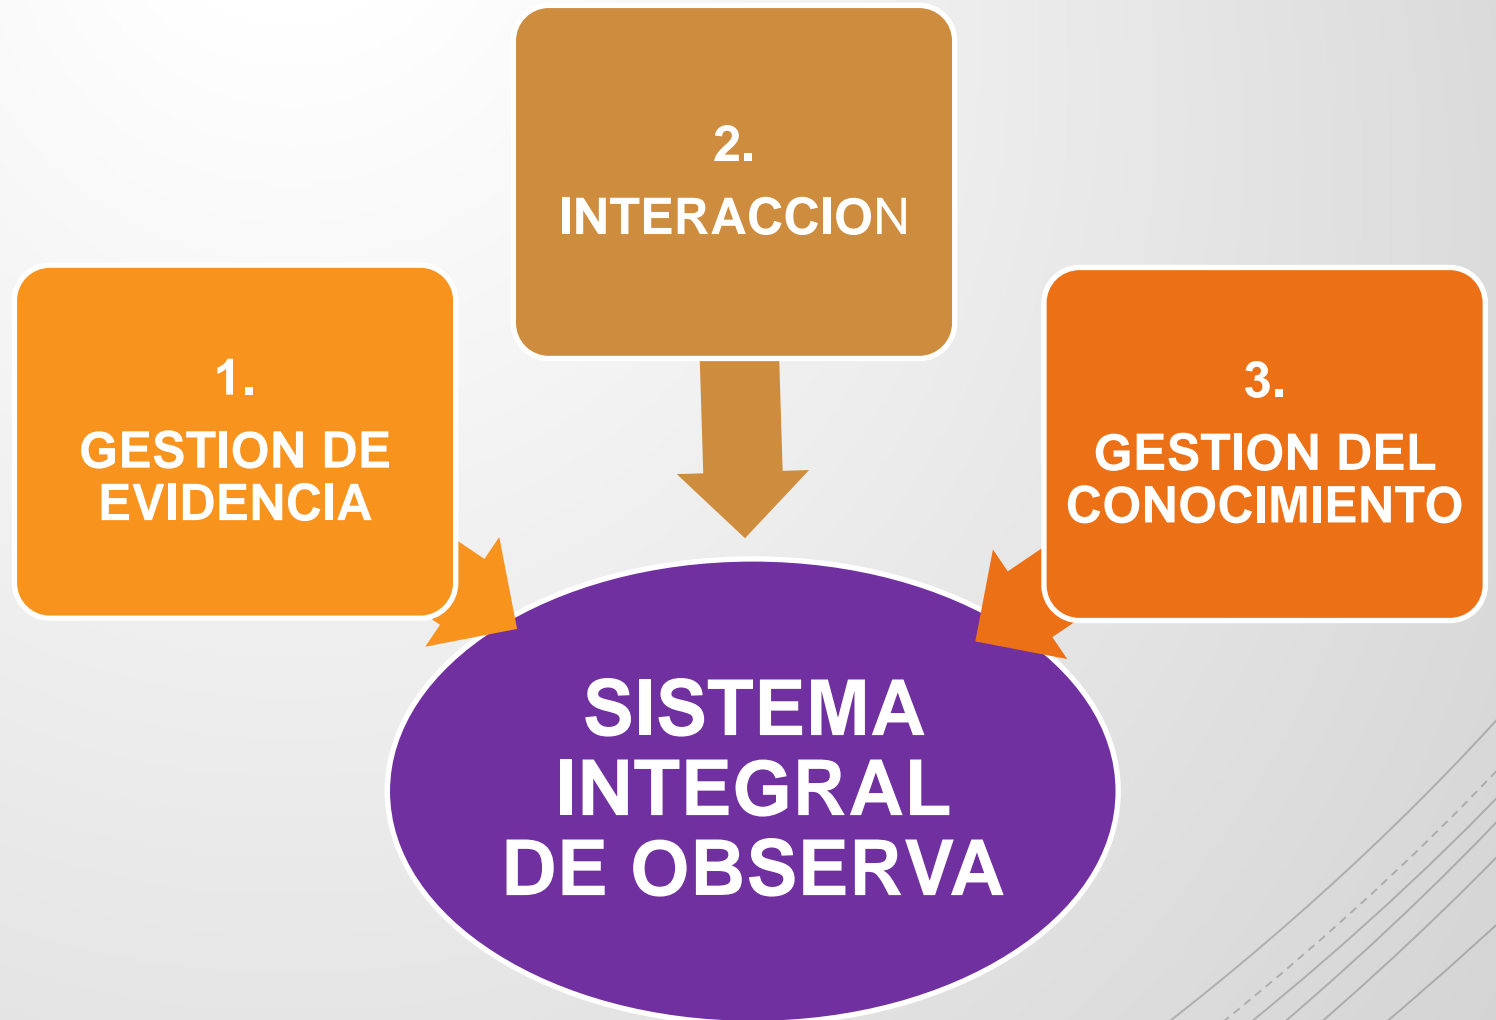 1.
GESTION DE
EVIDENCIA
2.
INTERACCION
3.
GESTION DEL
CONOCIMIENTO
SISTEMA
INTEGRAL
DE OBSERVA